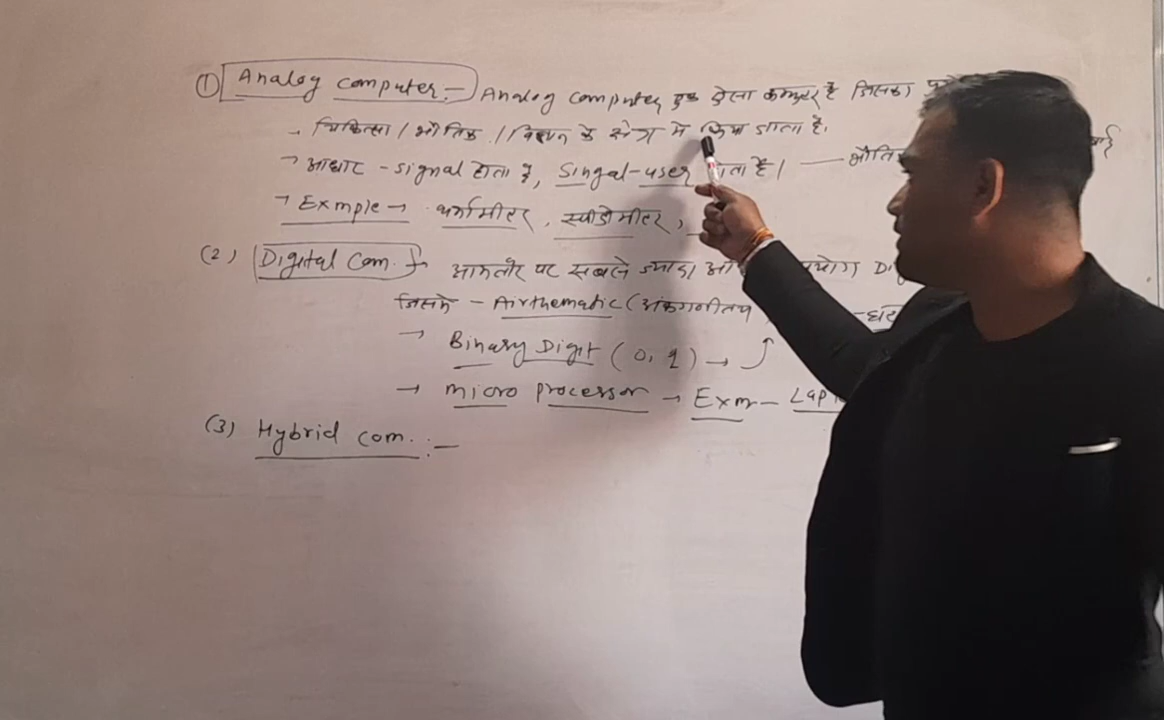 ① Analog computer:- Analog computer एक ऐसा कम्प्युटर है जिसका
→ चिकित्सा / भौतिक / विज्ञान के क्षेत्र में किया जाता है.
→ आधार - signal होता है, Singal-user ता है। — भौति
→ Exmple → थर्मामीटर, स्पीडोमीटर,
(2) Digital Com. :- आमतौर पर सबसे ज्यादा
जिसमे - Airthematic (अंकगणीतय
→ Binary Digit (0, 1) →
→ micro processor → Exm- Lap
(3) Hybrid com. :-